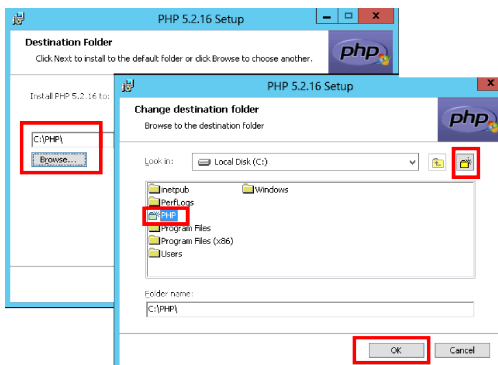 PHP 5.2.16 Setup
Destination Folder
Click Next to install to the default folder or click Browse to choose another.
php
Install PHP 5.2.16 to:
C:\PHP\
Browse...
PHP 5.2.16 Setup
Change destination folder
Browse to the destination folder
php
Look in:
Local Disk (C:)
inetpub
Windows
PerfLogs
PHP
Program Files
Program Files (x86)
Users
Folder name:
C:\PHP\
OK
Cancel